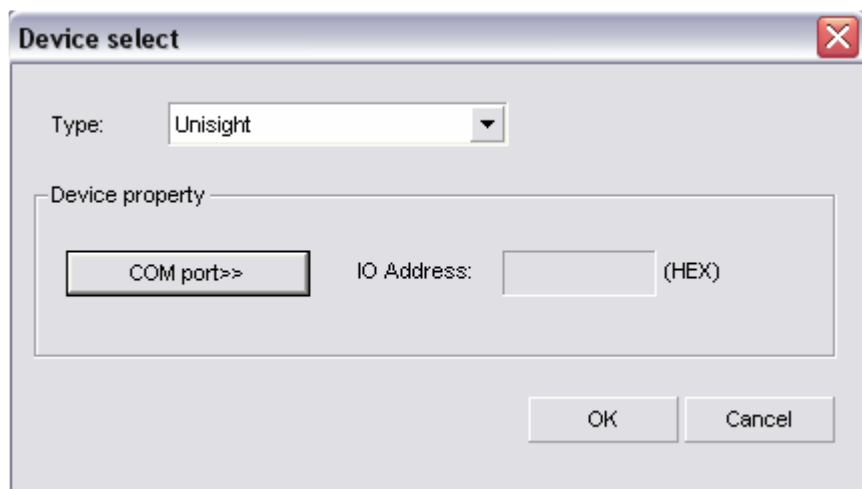 Device select
Type: Unisight
Device property
COM port>> IO Address: (HEX)
OK Cancel